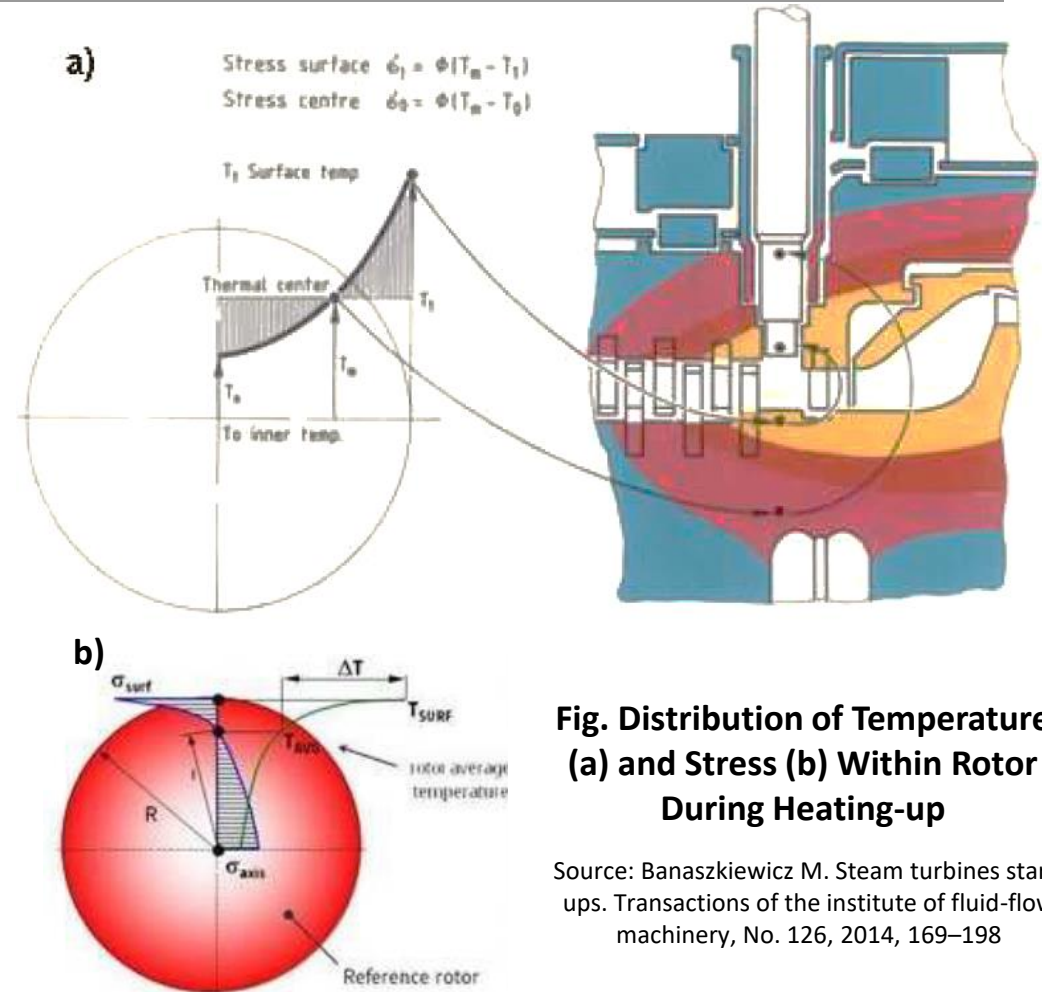 a)
Stress surface σ₁ = Φ(Tₘ - T₁)
Stress centre σ₀ = Φ(Tₘ - T₀)
T₁ Surface temp
Thermal center
T₁
Tₘ
Tₒ
To inner temp.
b)
σsurf
ΔT
TSURF
TAVG
rotor average
temperature
r
R
σaxis
Reference rotor
Fig. Distribution of Temperature
(a) and Stress (b) Within Rotor
During Heating-up
Source: Banaszkiewicz M. Steam turbines star
ups. Transactions of the institute of fluid-flow
machinery, No. 126, 2014, 169–198